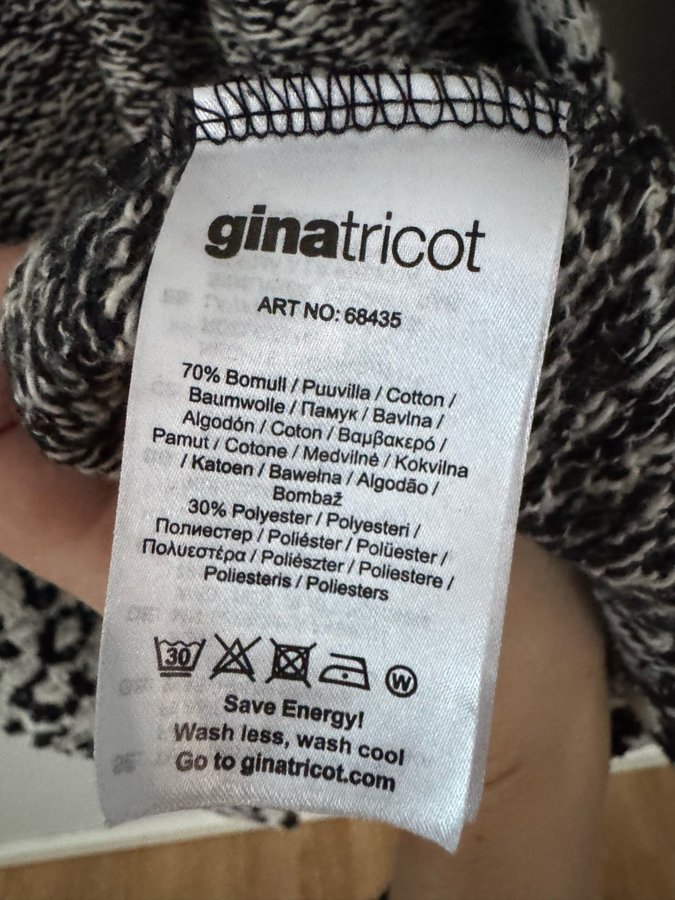 ginatricot
ART NO: 68435
70% Bomull / Puuvilla / Cotton /
Baumwolle / Памук / Bavlna /
Algodón / Coton / Βαμβακερό /
Pamut / Cotone / Medvilnė / Kokvilna
/ Katoen / Bawełna / Algodão /
Bombaž
30% Polyester / Polyesteri /
Полиестер / Poliéster / Polüester /
Πολυεστέρα / Poliészter / Poliestere /
Poliesteris / Poliesters
30 W
Save Energy!
Wash less, wash cool
Go to ginatricot.com